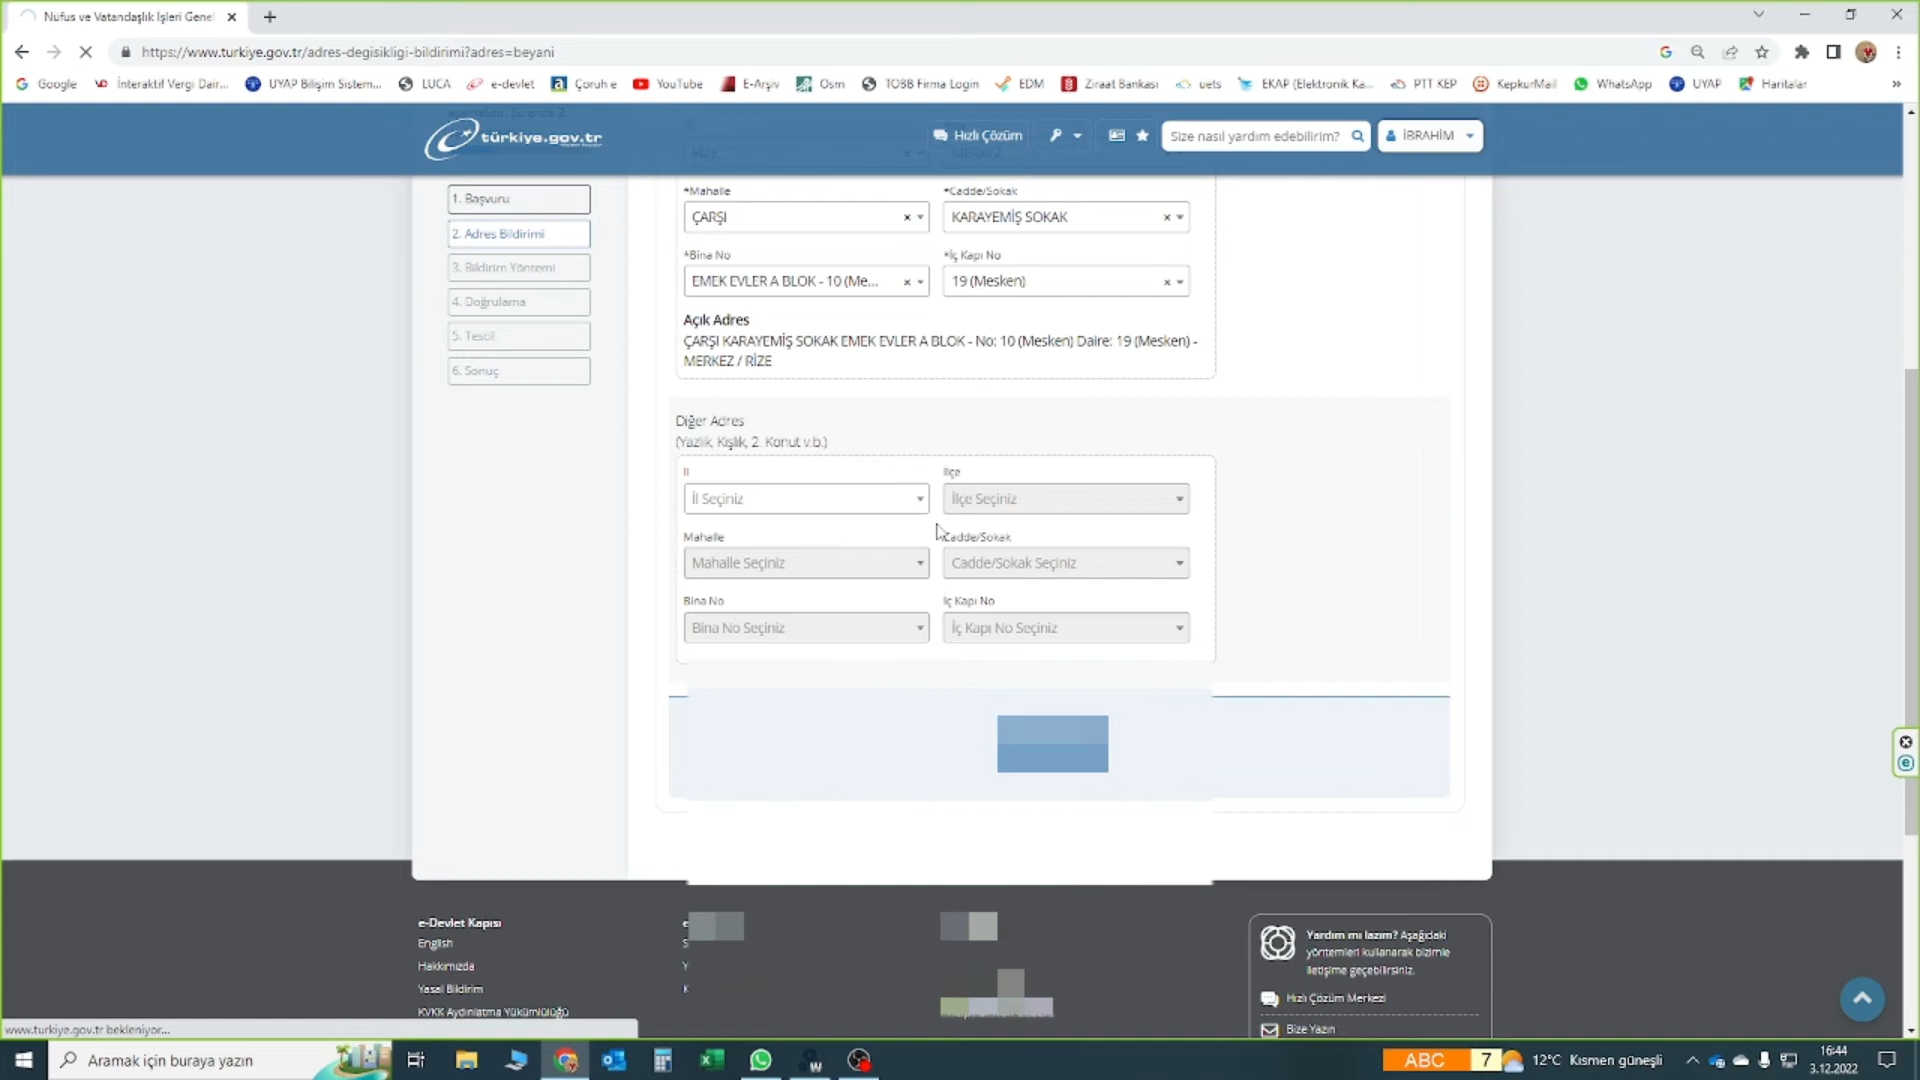 Nüfus ve Vatandaşlık İşleri Genel
https://www.turkiye.gov.tr/adres-degisikligi-bildirimi?adres=beyani
Google
İnteraktif Vergi Dair...
UYAP Bilişim Sistem...
LUCA
e-devlet
Çoruh e
YouTube
E-Arşiv
Osm
TOBB Firma Login
EDM
Ziraat Bankası
uets
EKAP (Elektronik Ka...
PTT KEP
KepkurMail
WhatsApp
UYAP
Haritalar
»
türkiye.gov.tr
Hızlı Çözüm
Size nasıl yardım edebilirim?
İBRAHİM
RİZE
MERKEZ
1. Başvuru
2. Adres Bildirimi
3. Bildirim Yöntemi
4. Doğrulama
5. Tescil
6. Sonuç
*Mahalle
*Cadde/Sokak
ÇARŞI
KARAYEMİŞ SOKAK
*Bina No
*İç Kapı No
EMEK EVLER A BLOK - 10 (Me...
19 (Mesken)
Açık Adres
ÇARŞI KARAYEMİŞ SOKAK EMEK EVLER A BLOK - No: 10 (Mesken) Daire: 19 (Mesken) -
MERKEZ / RİZE
Diğer Adres
(Yazlık, Kışlık, 2. Konut v.b.)
İl
İlçe
İl Seçiniz
İlçe Seçiniz
Mahalle
Cadde/Sokak
Mahalle Seçiniz
Cadde/Sokak Seçiniz
Bina No
İç Kapı No
Bina No Seçiniz
İç Kapı No Seçiniz
e-Devlet Kapısı
English
Hakkımızda
Yasal Bildirim
KVKK Aydınlatma Yükümlülüğü
e
S
Y
K
Yardım mı lazım? Aşağıdaki
yöntemleri kullanarak bizimle
iletişime geçebilirsiniz.
Hızlı Çözüm Merkezi
Bize Yazın
www.turkiye.gov.tr bekleniyor...
Aramak için buraya yazın
ABC
7
12°C Kısmen güneşli
16:44
3.12.2022